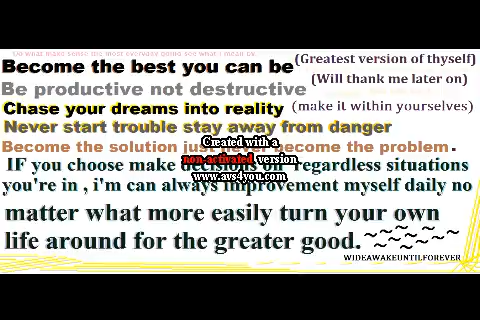 Become the best you can be (Greatest version of thyself)
Be productive not destructive (Will thank me later on)
Chase your dreams into reality (make it within yourselves)
Never start trouble stay away from danger
Become the solution just never become the problem.
IF you choose make regardless situations
you're in , i'm can always improvement myself daily no
matter what more easily turn your own
life around for the greater good.
WIDEAWAKEUNTILFOREVER
Created with a
non-activated version
www.avs4you.com